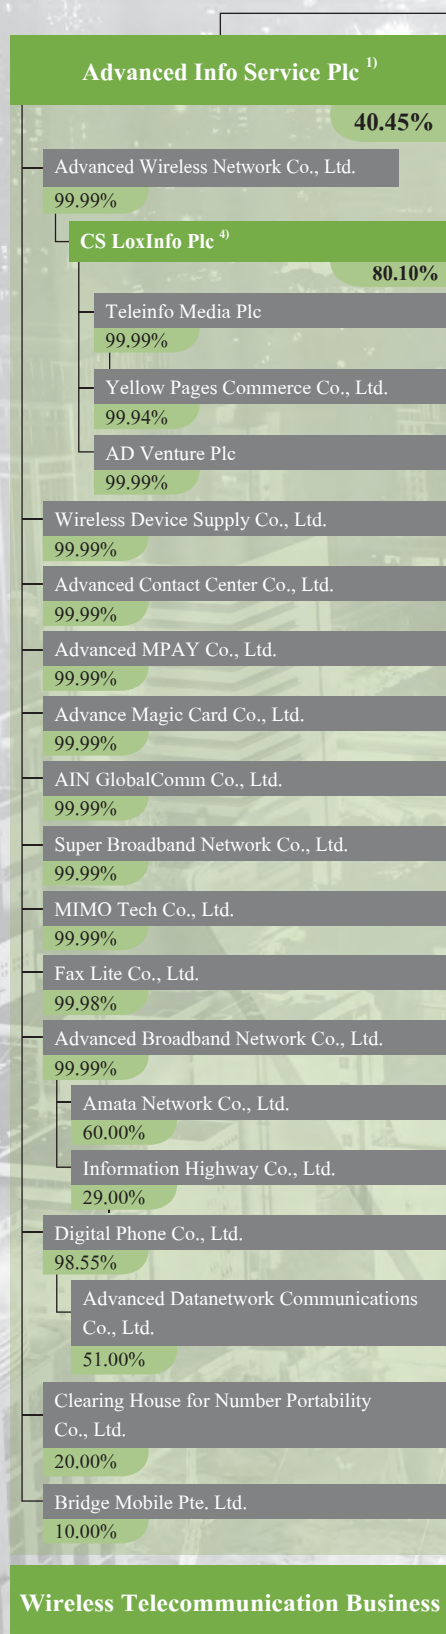 Advanced Info Service Plc 1)
40.45%
Advanced Wireless Network Co., Ltd.
99.99%
CS LoxInfo Plc 4)
80.10%
Teleinfo Media Plc
99.99%
Yellow Pages Commerce Co., Ltd.
99.94%
AD Venture Plc
99.99%
Wireless Device Supply Co., Ltd.
99.99%
Advanced Contact Center Co., Ltd.
99.99%
Advanced MPAY Co., Ltd.
99.99%
Advance Magic Card Co., Ltd.
99.99%
AIN GlobalComm Co., Ltd.
99.99%
Super Broadband Network Co., Ltd.
99.99%
MIMO Tech Co., Ltd.
99.99%
Fax Lite Co., Ltd.
99.98%
Advanced Broadband Network Co., Ltd.
99.99%
Amata Network Co., Ltd.
60.00%
Information Highway Co., Ltd.
29.00%
Digital Phone Co., Ltd.
98.55%
Advanced Datanetwork Communications
Co., Ltd.
51.00%
Clearing House for Number Portability
Co., Ltd.
20.00%
Bridge Mobile Pte. Ltd.
10.00%
Wireless Telecommunication Business